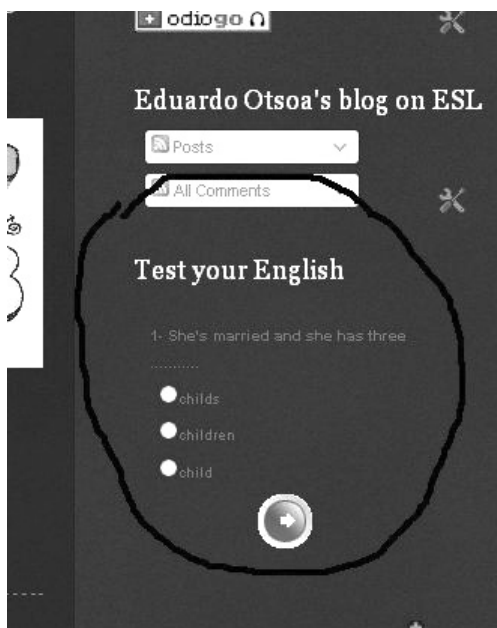 odiogo
Eduardo Otsoa's blog on ESL
Posts
All Comments
Test your English
1- She's married and she has three
...........
childs
children
child